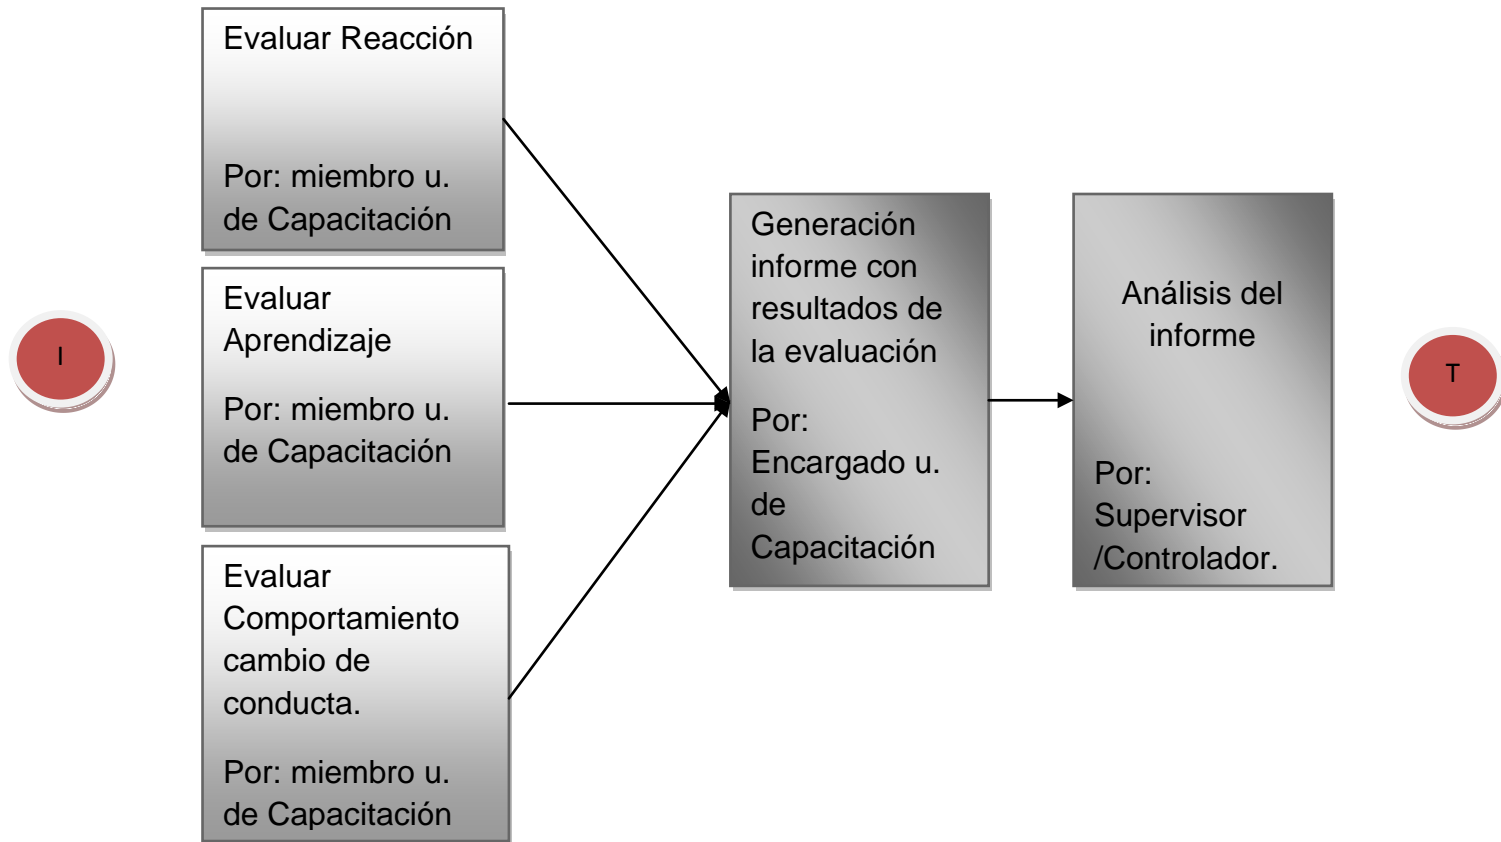 I
Evaluar Reacción
Por: miembro u.
de Capacitación
Evaluar
Aprendizaje
Por: miembro u.
de Capacitación
Evaluar
Comportamiento
cambio de
conducta.
Por: miembro u.
de Capacitación
Generación
informe con
resultados de
la evaluación
Por:
Encargado u.
de
Capacitación
Análisis del
informe
Por:
Supervisor
/Controlador.
T